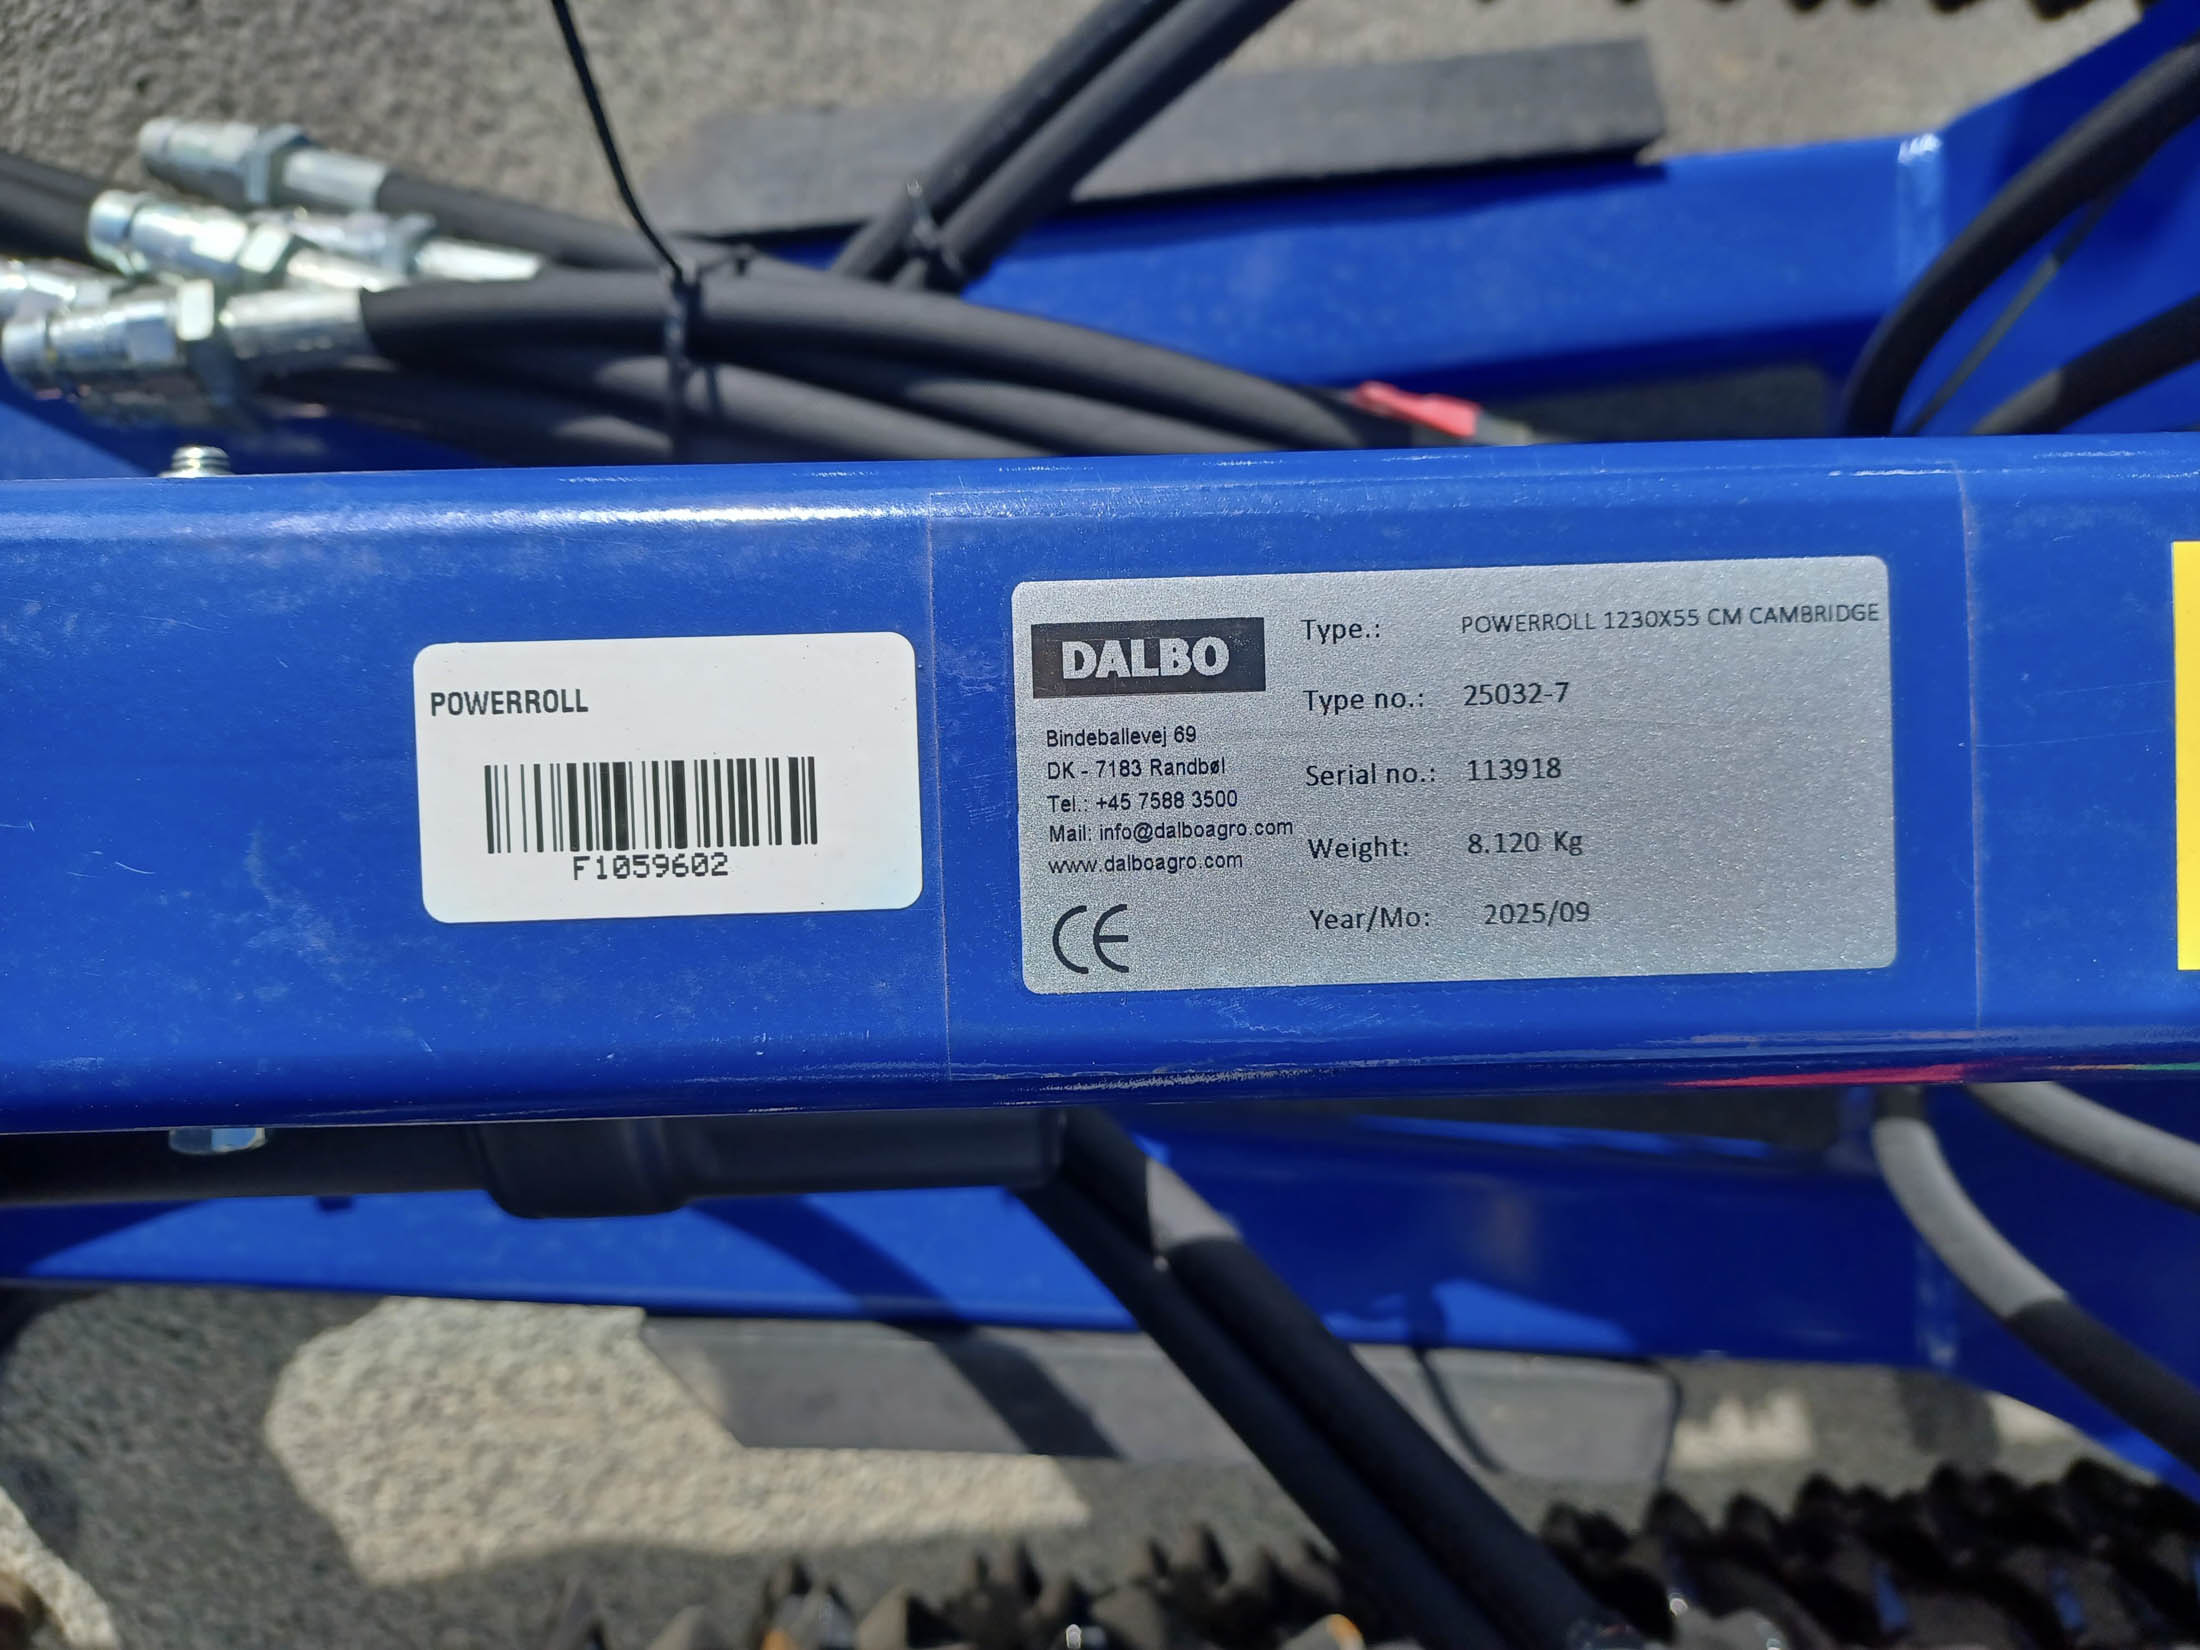 POWERROLL
F1059602
DALBO
Bindeballevej 69
DK - 7183 Randbøl
Tel.: +45 7588 3500
Mail: info@dalboagro.com
www.dalboagro.com
CE
Type.: POWERROLL 1230X55 CM CAMBRIDGE
Type no.: 25032-7
Serial no.: 113918
Weight: 8.120 Kg
Year/Mo: 2025/09